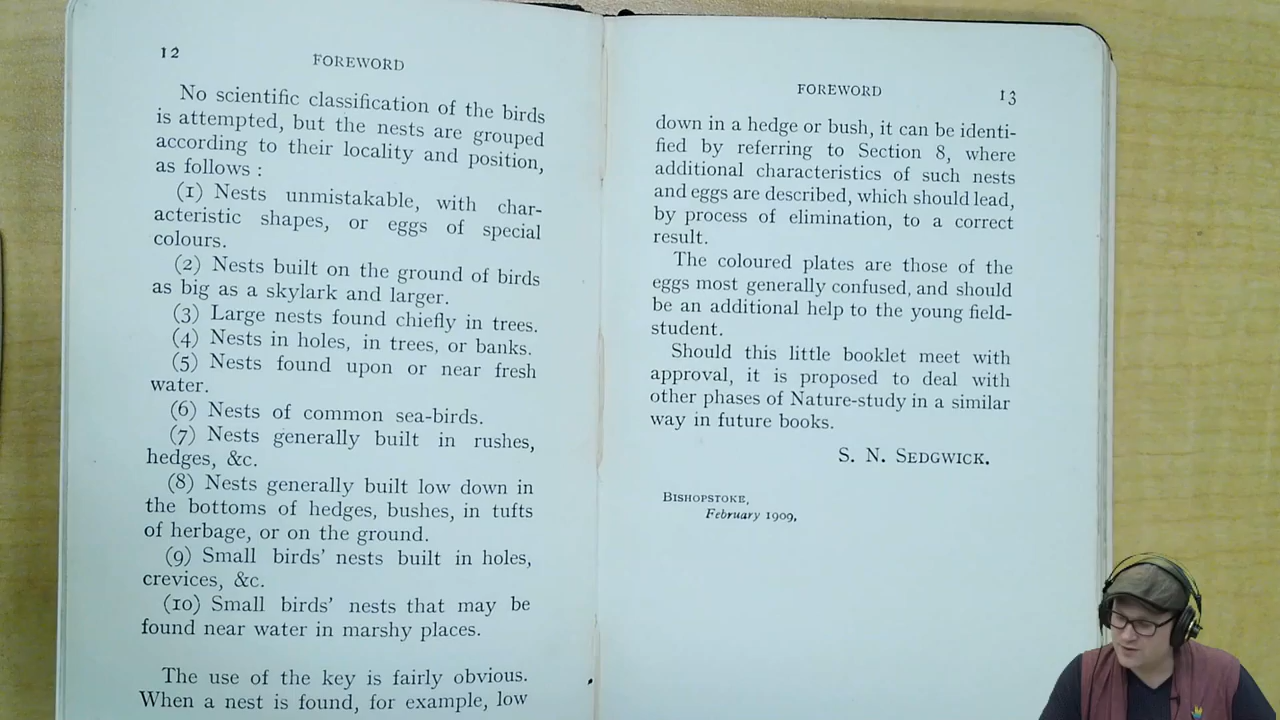 12
FOREWORD
No scientific classification of the birds
is attempted, but the nests are grouped
according to their locality and position,
as follows :
(1) Nests unmistakable, with char-
acteristic shapes, or eggs of special
colours.
(2) Nests built on the ground of birds
as big as a skylark and larger.
(3) Large nests found chiefly in trees.
(4) Nests in holes, in trees, or banks.
(5) Nests found upon or near fresh
water.
(6) Nests of common sea-birds.
(7) Nests generally built in rushes,
hedges, &c.
(8) Nests generally built low down in
the bottoms of hedges, bushes, in tufts
of herbage, or on the ground.
(9) Small birds' nests built in holes,
crevices, &c.
(10) Small birds' nests that may be
found near water in marshy places.
The use of the key is fairly obvious.
When a nest is found, for example, low
FOREWORD
13
down in a hedge or bush, it can be identi-
fied by referring to Section 8, where
additional characteristics of such nests
and eggs are described, which should lead,
by process of elimination, to a correct
result.
The coloured plates are those of the
eggs most generally confused, and should
be an additional help to the young field-
student.
Should this little booklet meet with
approval, it is proposed to deal with
other phases of Nature-study in a similar
way in future books.
S. N. SEDGWICK.
BISHOPSTOKE,
February 1909.